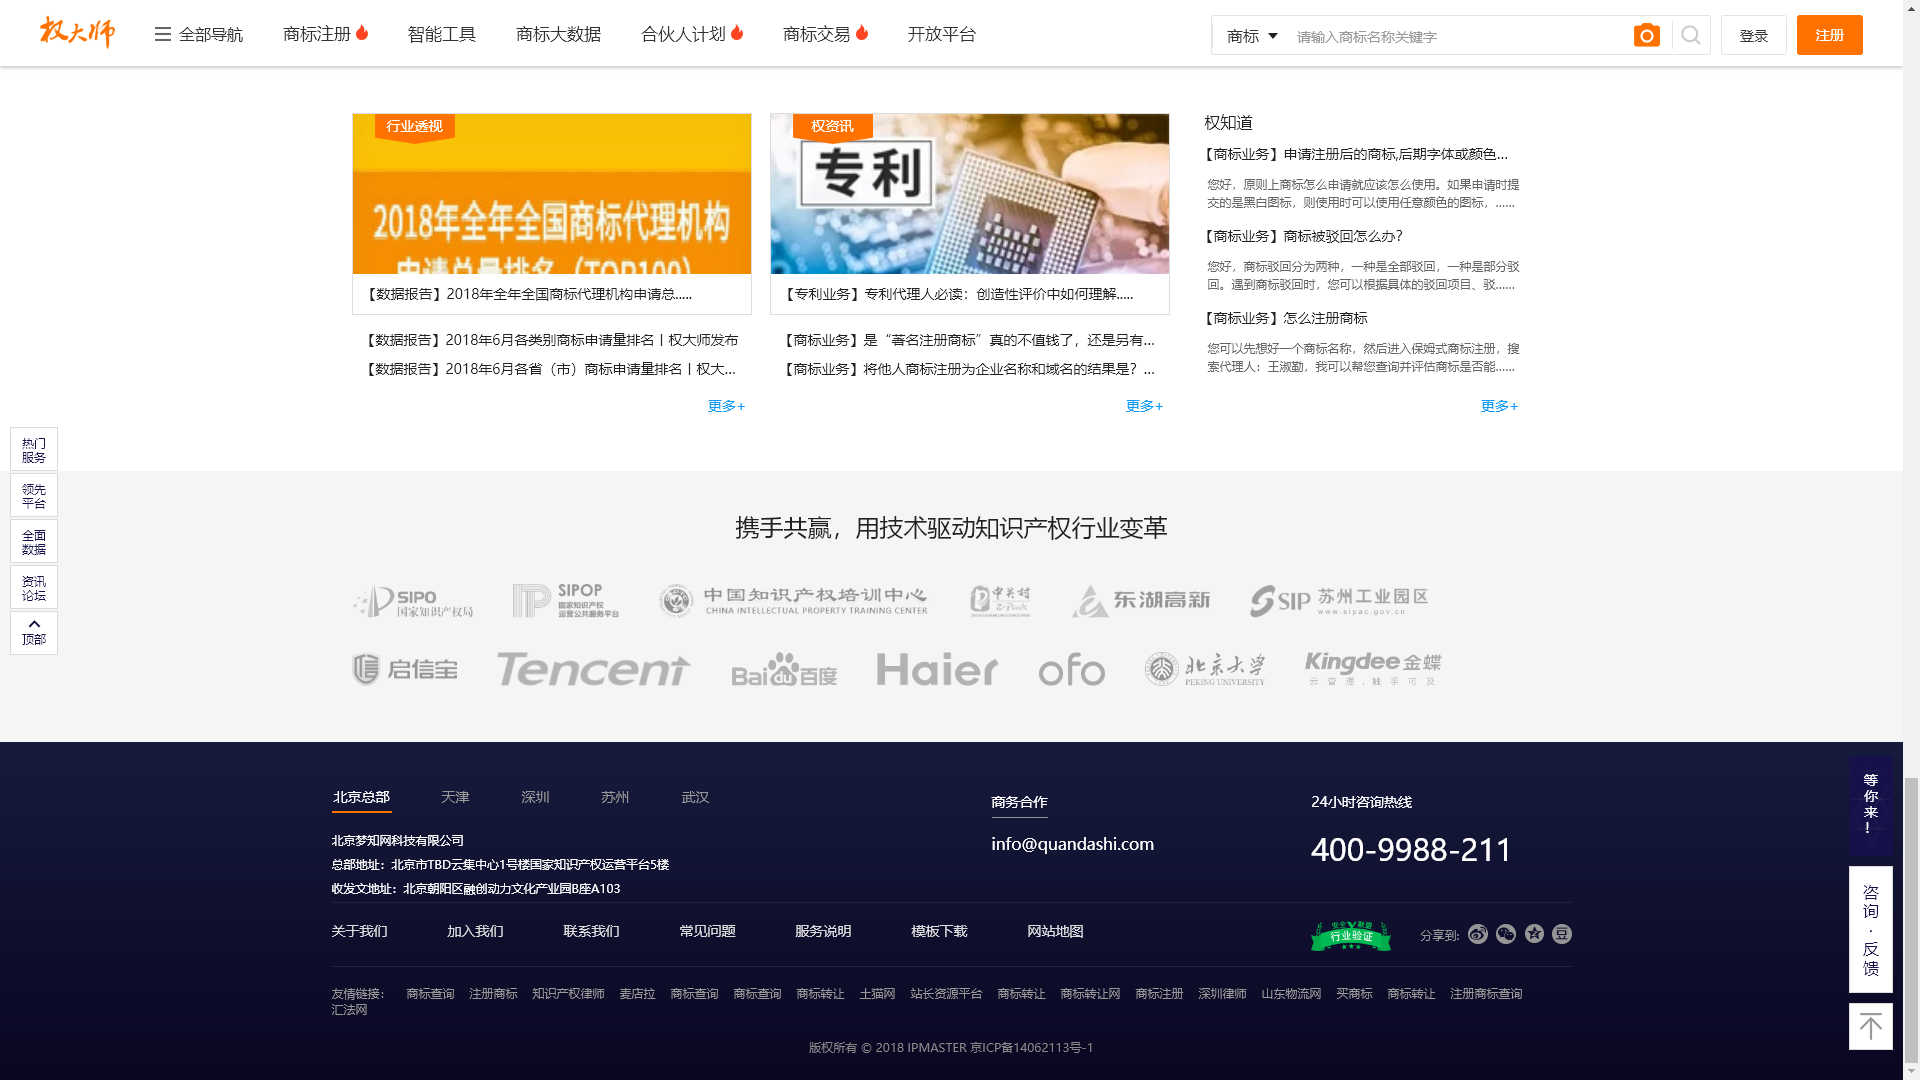 权大师
全部导航
商标注册
智能工具
商标大数据
合伙人计划
商标交易
开放平台
商标
请输入商标名称关键字
登录
注册
行业透视
2018年全年全国商标代理机构
申请总量排名（TOP100）
【数据报告】2018年全年全国商标代理机构申请总.....
【数据报告】2018年6月各类别商标申请量排名丨权大师发布
【数据报告】2018年6月各省（市）商标申请量排名丨权大...
更多+
权资讯
专利
【专利业务】专利代理人必读：创造性评价中如何理解.....
【商标业务】是“著名注册商标”真的不值钱了，还是另有...
【商标业务】将他人商标注册为企业名称和域名的结果是？...
更多+
权知道
【商标业务】申请注册后的商标,后期字体或颜色...
您好，原则上商标怎么申请就应该怎么使用。如果申请时提
交的是黑白图标，则使用时可以使用任意颜色的图标，......
【商标业务】商标被驳回怎么办?
您好，商标驳回分为两种，一种是全部驳回，一种是部分驳
回。遇到商标驳回时，您可以根据具体的驳回项目、驳......
【商标业务】怎么注册商标
您可以先想好一个商标名称，然后进入保姆式商标注册，搜
索代理人：王淑勤，我可以帮您查询并评估商标是否能......
更多+
热门
服务
领先
平台
全面
数据
资讯
论坛
顶部
携手共赢，用技术驱动知识产权行业变革
SIPO
国家知识产权局
SIPOP
国家知识产权
运营公共服务平台
中国知识产权培训中心
CHINA INTELLECTUAL PROPERTY TRAINING CENTER
中关村
Z-Park
东湖高新
SIP 苏州工业园区
www.sipac.gov.cn
启信宝
Tencent
Baidu百度
Haier
ofo
北京大学
PEKING UNIVERSITY
Kingdee金蝶
云管理，触手可及
北京总部
天津
深圳
苏州
武汉
北京梦知网科技有限公司
总部地址：北京市TBD云集中心1号楼国家知识产权运营平台5楼
收发文地址：北京朝阳区融创动力文化产业园B座A103
商务合作
info@quandashi.com
24小时咨询热线
400-9988-211
关于我们
加入我们
联系我们
常见问题
服务说明
模板下载
网站地图
安全联盟
行业验证
分享到:
友情链接：
商标查询
注册商标
知识产权律师
麦店拉
商标查询
商标查询
商标转让
土猫网
站长资源平台
商标转让
商标转让网
商标注册
深圳律师
山东物流网
买商标
商标转让
注册商标查询
汇法网
版权所有 © 2018 IPMASTER 京ICP备14062113号-1
等你来！
咨询·反馈